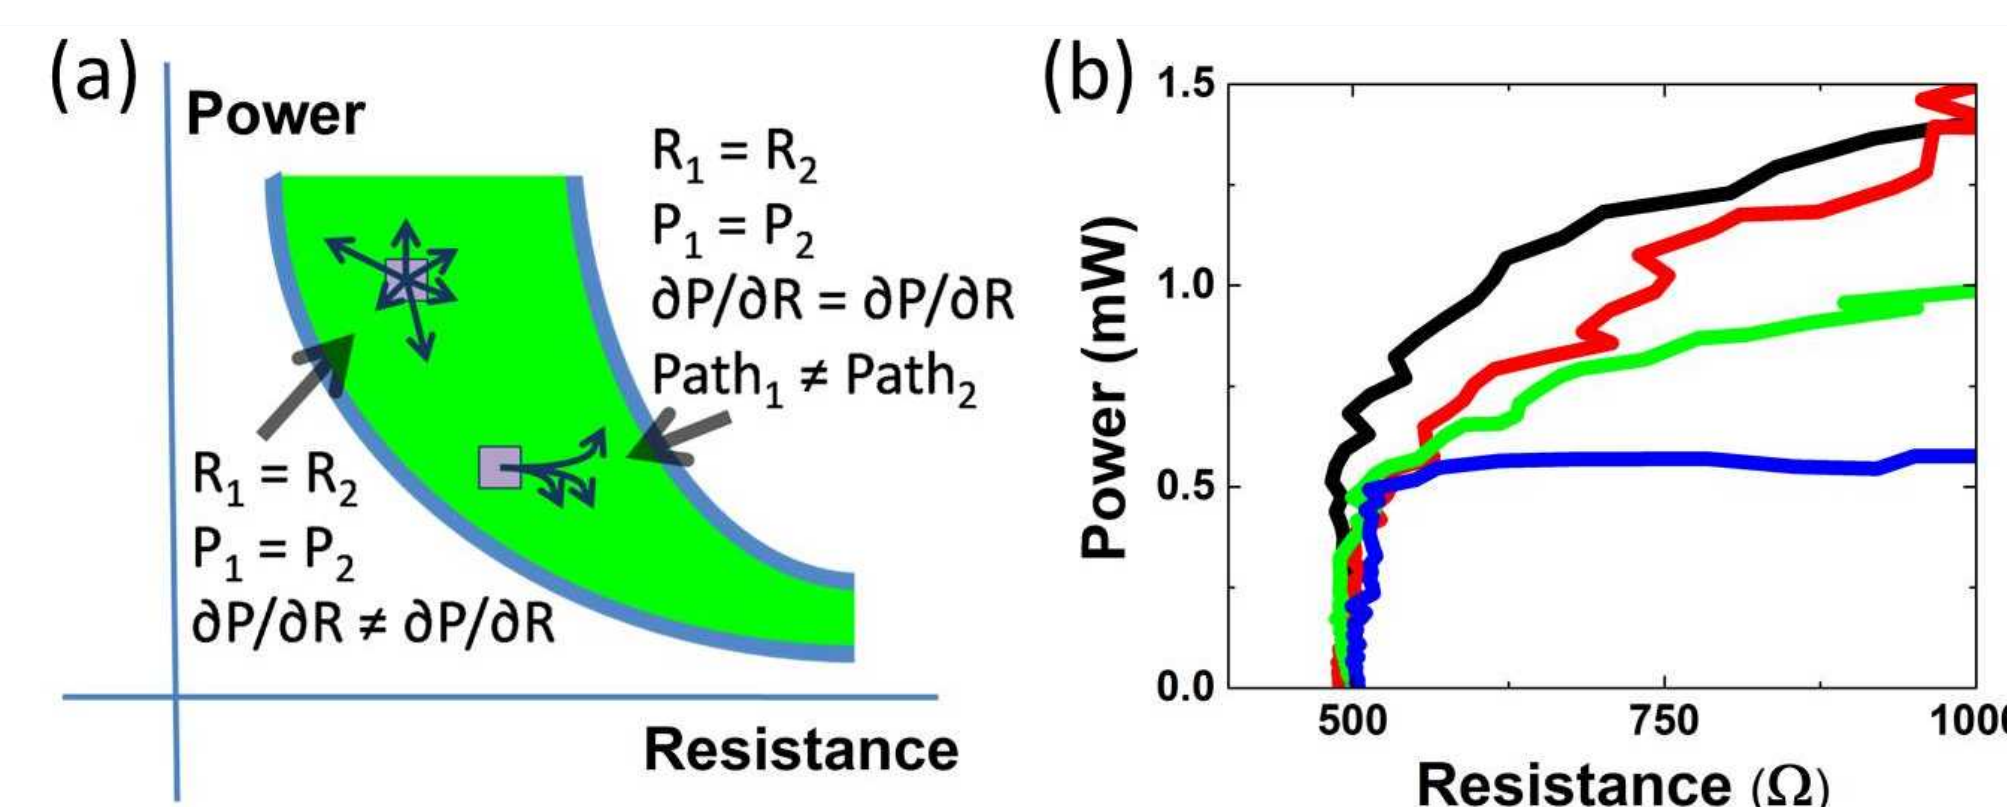 (a)
Power
R₁ = R₂
P₁ = P₂
∂P/∂R = ∂P/∂R
Path₁ ≠ Path₂
R₁ = R₂
P₁ = P₂
∂P/∂R ≠ ∂P/∂R
Resistance
(b)
Power (mW)
1.5
1.0
0.5
0.0
500 750 1000
Resistance (Ω)